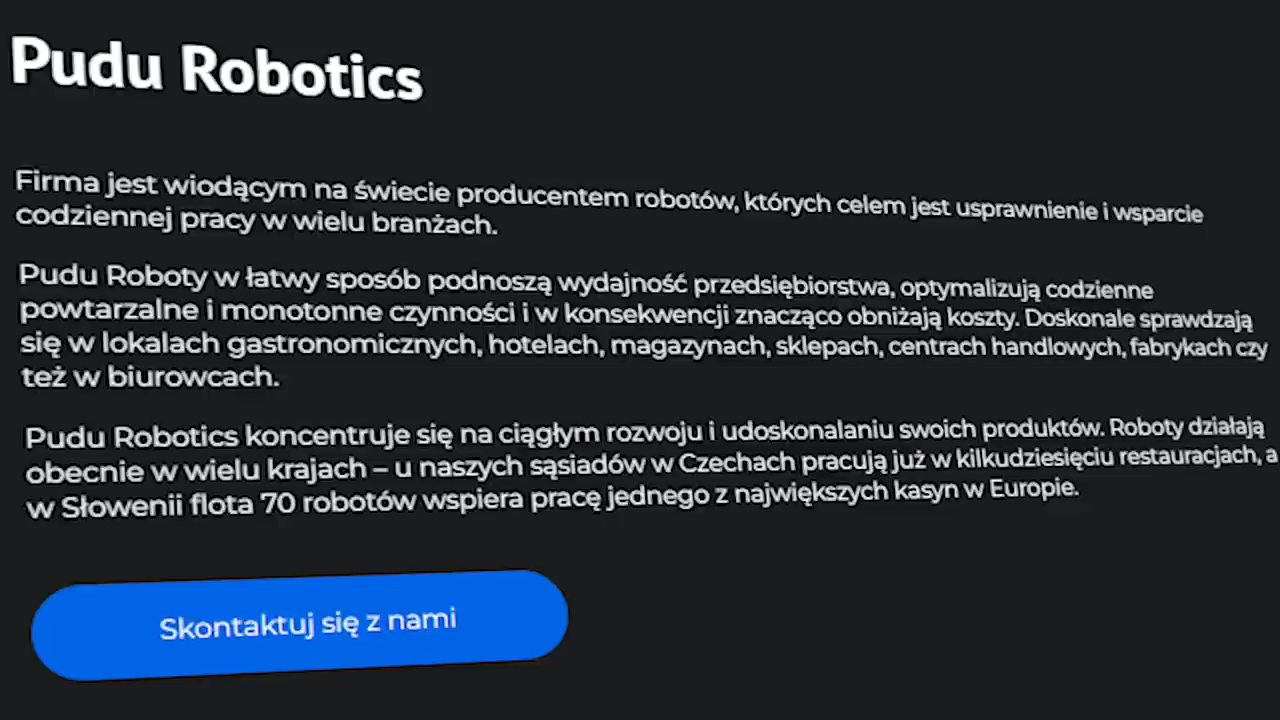 Pudu Robotics
Firma jest wiodącym na świecie producentem robotów, których celem jest usprawnienie i wsparcie
codziennej pracy w wielu branżach.
Pudu Roboty w łatwy sposób podnoszą wydajność przedsiębiorstwa, optymalizują codzienne
powtarzalne i monotonne czynności i w konsekwencji znacząco obniżają koszty. Doskonale sprawdzają
się w lokalach gastronomicznych, hotelach, magazynach, sklepach, centrach handlowych, fabrykach czy
też w biurowcach.
Pudu Robotics koncentruje się na ciągłym rozwoju i udoskonalaniu swoich produktów. Roboty działają
obecnie w wielu krajach – u naszych sąsiadów w Czechach pracują już w kilkudziesięciu restauracjach, a
w Słowenii flota 70 robotów wspiera pracę jednego z największych kasyn w Europie.
Skontaktuj się z nami